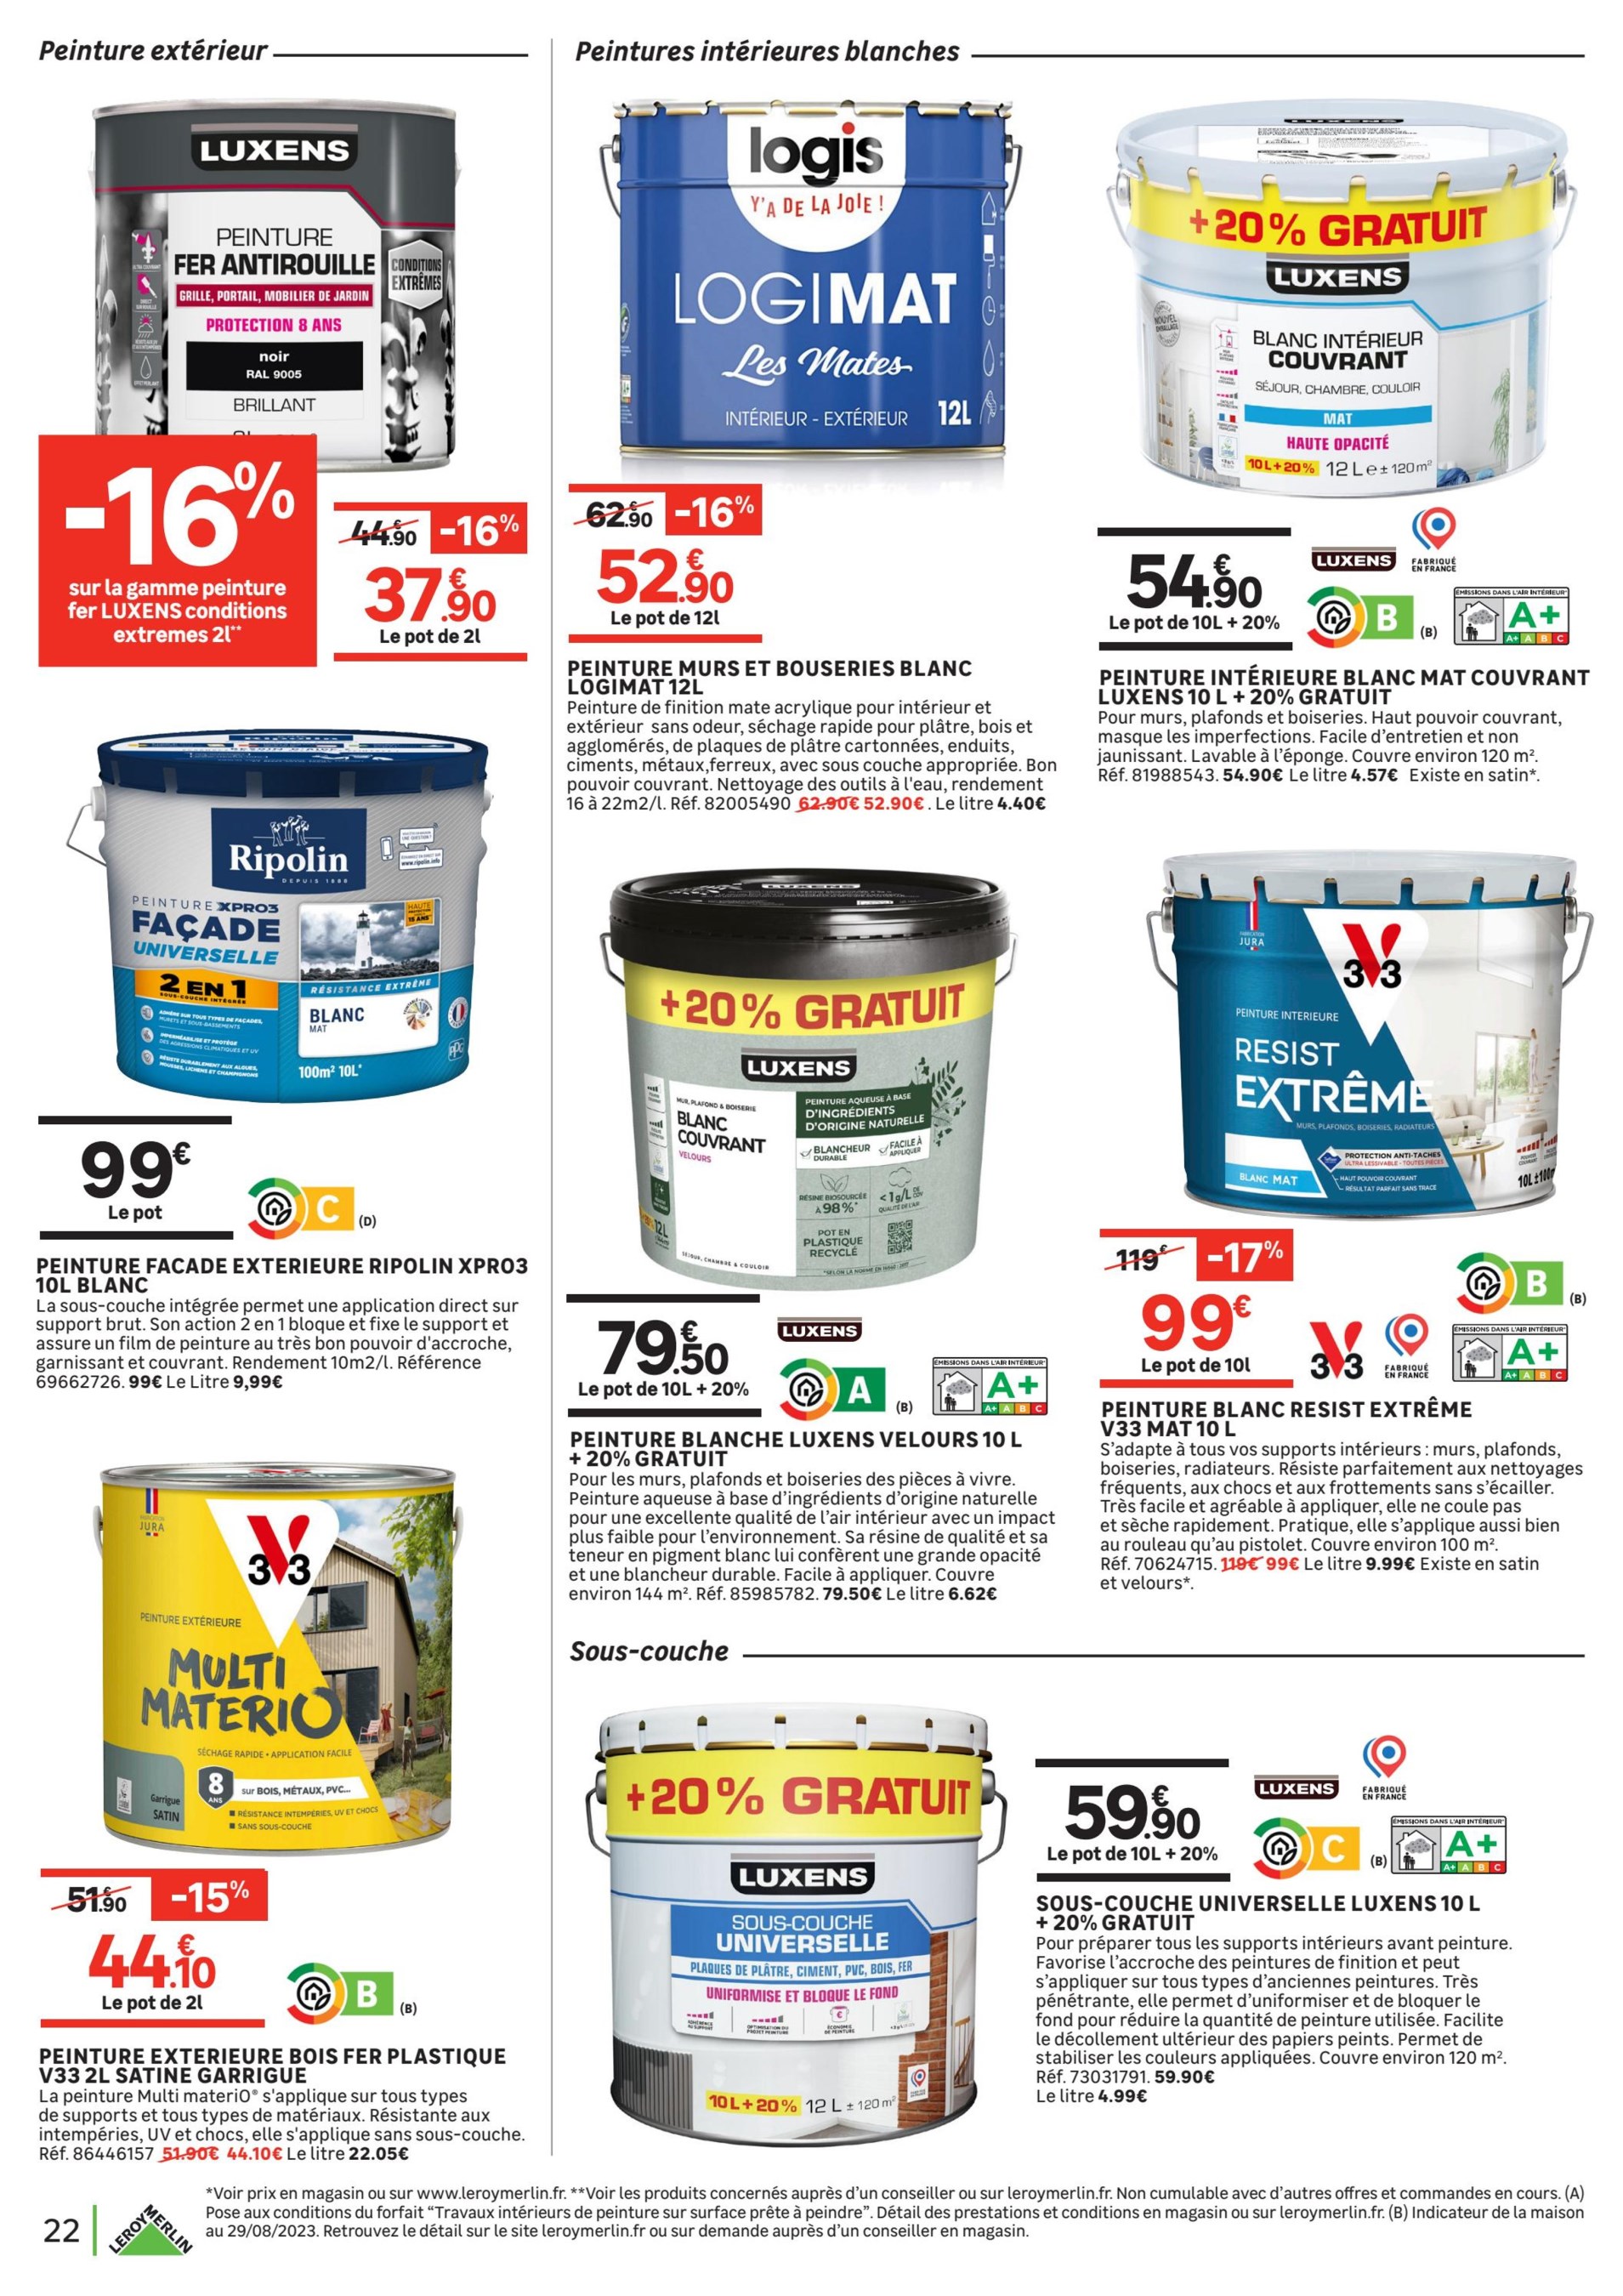 Peinture extérieur
LUXENS
PEINTURE
FER ANTIROUILLE
GRILLE, PORTAIL, MOBILIER DE JARDIN
PROTECTION 8 ANS
CONDITIONS
EXTRÊMES
noir
RAL 9005
BRILLANT
-16%
sur la gamme peinture
fer LUXENS conditions
extremes 2l**
44€.90 -16%
37€.90
Le pot de 2l
Ripolin
DEPUIS 1888
PEINTURE XPRO3
FAÇADE
UNIVERSELLE
2 EN 1
SOUS-COUCHE INTÉGRÉE
RÉSISTANCE EXTRÊME
BLANC
MAT
100m² 10L*
99€
Le pot
C (D)
PEINTURE FACADE EXTERIEURE RIPOLIN XPRO3
10L BLANC
La sous-couche intégrée permet une application direct sur
support brut. Son action 2 en 1 bloque et fixe le support et
assure un film de peinture au très bon pouvoir d'accroche,
garnissant et couvrant. Rendement 10m2/l. Référence
69662726. 99€ Le Litre 9,99€
JURA
V33
PEINTURE EXTÉRIEURE
MULTI
MATERIO
SÉCHAGE RAPIDE • APPLICATION FACILE
8
ANS
sur BOIS, MÉTAUX, PVC...
RÉSISTANCE INTEMPÉRIES, UV ET CHOCS
SANS SOUS-COUCHE
Garrigue
SATIN
51€.90 -15%
44€.10
Le pot de 2l
B (B)
PEINTURE EXTERIEURE BOIS FER PLASTIQUE
V33 2L SATINE GARRIGUE
La peinture Multi materiO® s'applique sur tous types
de supports et tous types de matériaux. Résistante aux
intempéries, UV et chocs, elle s'applique sans sous-couche.
Réf. 86446157 51.90€ 44.10€ Le litre 22.05€
Peintures intérieures blanches
logis
Y'A DE LA JOIE !
LOGIMAT
Les Mates
INTÉRIEUR - EXTÉRIEUR 12L
62€.90 -16%
52€.90
Le pot de 12l
PEINTURE MURS ET BOUSERIES BLANC
LOGIMAT 12L
Peinture de finition mate acrylique pour intérieur et
extérieur sans odeur, séchage rapide pour plâtre, bois et
agglomérés, de plaques de plâtre cartonnées, enduits,
ciments, métaux,ferreux, avec sous couche appropriée. Bon
pouvoir couvrant. Nettoyage des outils à l'eau, rendement
16 à 22m2/l. Réf. 82005490 62.90€ 52.90€ . Le litre 4.40€
+20% GRATUIT
LUXENS
BLANC INTÉRIEUR
COUVRANT
SÉJOUR, CHAMBRE, COULOIR
MAT
HAUTE OPACITÉ
10 L + 20% 12 L e ± 120 m²
54€.90
Le pot de 10L + 20%
LUXENS
FABRIQUÉ
EN FRANCE
B (B)
ÉMISSIONS DANS L'AIR INTÉRIEUR*
A+
A+ A B C
PEINTURE INTÉRIEURE BLANC MAT COUVRANT
LUXENS 10 L + 20% GRATUIT
Pour murs, plafonds et boiseries. Haut pouvoir couvrant,
masque les imperfections. Facile d'entretien et non
jaunissant. Lavable à l'éponge. Couvre environ 120 m².
Réf. 81988543. 54.90€ Le litre 4.57€ Existe en satin*.
+20% GRATUIT
LUXENS
MUR, PLAFOND & BOISERIE
BLANC
COUVRANT
VELOURS
PEINTURE AQUEUSE À BASE
D'INGRÉDIENTS
D'ORIGINE NATURELLE
BLANCHEUR
DURABLE
FACILE À
APPLIQUER
RÉSINE BIOSOURCÉE
À 98%*
<1g/L DE COV
QUALITÉ DE L'AIR
POT EN
PLASTIQUE
RECYCLÉ
12L
SÉJOUR, CHAMBRE & COULOIR
79€.50
Le pot de 10L + 20%
LUXENS
A (B)
ÉMISSIONS DANS L'AIR INTÉRIEUR*
A+
A+ A B C
PEINTURE BLANCHE LUXENS VELOURS 10 L
+ 20% GRATUIT
Pour les murs, plafonds et boiseries des pièces à vivre.
Peinture aqueuse à base d'ingrédients d'origine naturelle
pour une excellente qualité de l'air intérieur avec un impact
plus faible pour l'environnement. Sa résine de qualité et sa
teneur en pigment blanc lui confèrent une grande opacité
et une blancheur durable. Facile à appliquer. Couvre
environ 144 m². Réf. 85985782. 79.50€ Le litre 6.62€
JURA
V33
PEINTURE INTERIEURE
RESIST
EXTRÊME
MURS, PLAFONDS, BOISERIES, RADIATEURS
PROTECTION ANTI-TACHES
ULTRA LESSIVABLE - TOUTES PIÈCES
HAUT POUVOIR COUVRANT
RÉSULTAT PARFAIT SANS TRACE
BLANC MAT
10L ±100m²
119€ -17%
99€
Le pot de 10l
V33
FABRIQUÉ
EN FRANCE
B (B)
ÉMISSIONS DANS L'AIR INTÉRIEUR*
A+
A+ A B C
PEINTURE BLANC RESIST EXTRÊME
V33 MAT 10 L
S'adapte à tous vos supports intérieurs : murs, plafonds,
boiseries, radiateurs. Résiste parfaitement aux nettoyages
fréquents, aux chocs et aux frottements sans s'écailler.
Très facile et agréable à appliquer, elle ne coule pas
et sèche rapidement. Pratique, elle s'applique aussi bien
au rouleau qu'au pistolet. Couvre environ 100 m².
Réf. 70624715. 119€ 99€ Le litre 9.99€ Existe en satin
et velours*.
Sous-couche
+20% GRATUIT
LUXENS
SOUS-COUCHE
UNIVERSELLE
PLAQUES DE PLÂTRE, CIMENT, PVC, BOIS, FER
UNIFORMISE ET BLOQUE LE FOND
10 L + 20% 12 L ± 120 m²
59€.90
Le pot de 10L + 20%
LUXENS
FABRIQUÉ
EN FRANCE
C (B)
ÉMISSIONS DANS L'AIR INTÉRIEUR*
A+
A+ A B C
SOUS-COUCHE UNIVERSELLE LUXENS 10 L
+ 20% GRATUIT
Pour préparer tous les supports intérieurs avant peinture.
Favorise l'accroche des peintures de finition et peut
s'appliquer sur tous types d'anciennes peintures. Très
pénétrante, elle permet d'uniformiser et de bloquer le
fond pour réduire la quantité de peinture utilisée. Facilite
le décollement ultérieur des papiers peints. Permet de
stabiliser les couleurs appliquées. Couvre environ 120 m².
Réf. 73031791. 59.90€
Le litre 4.99€
*Voir prix en magasin ou sur www.leroymerlin.fr. **Voir les produits concernés auprès d'un conseiller ou sur leroymerlin.fr. Non cumulable avec d'autres offres et commandes en cours. (A)
Pose aux conditions du forfait “Travaux intérieurs de peinture sur surface prête à peindre”. Détail des prestations et conditions en magasin ou sur leroymerlin.fr. (B) Indicateur de la maison
au 29/08/2023. Retrouvez le détail sur le site leroymerlin.fr ou sur demande auprès d'un conseiller en magasin.
22
LEROY MERLIN